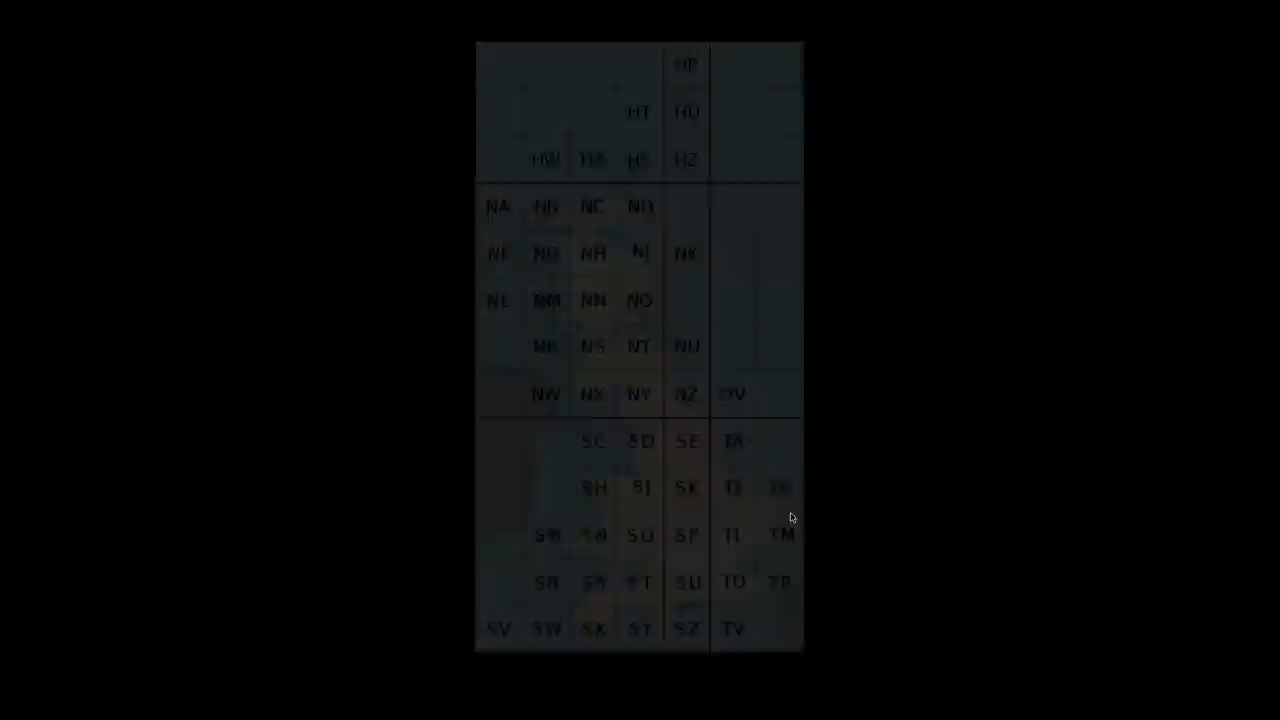 HP
HT HU
HW HX HY HZ
NA NB NC ND
NF NG NH NJ NK
NL NM NN NO
NR NS NT NU
NW NX NY NZ OV
SC SD SE TA
SH SJ SK TF TG
SM SN SO SP TL TM
SR SS ST SU TQ TR
SV SW SX SY SZ TV